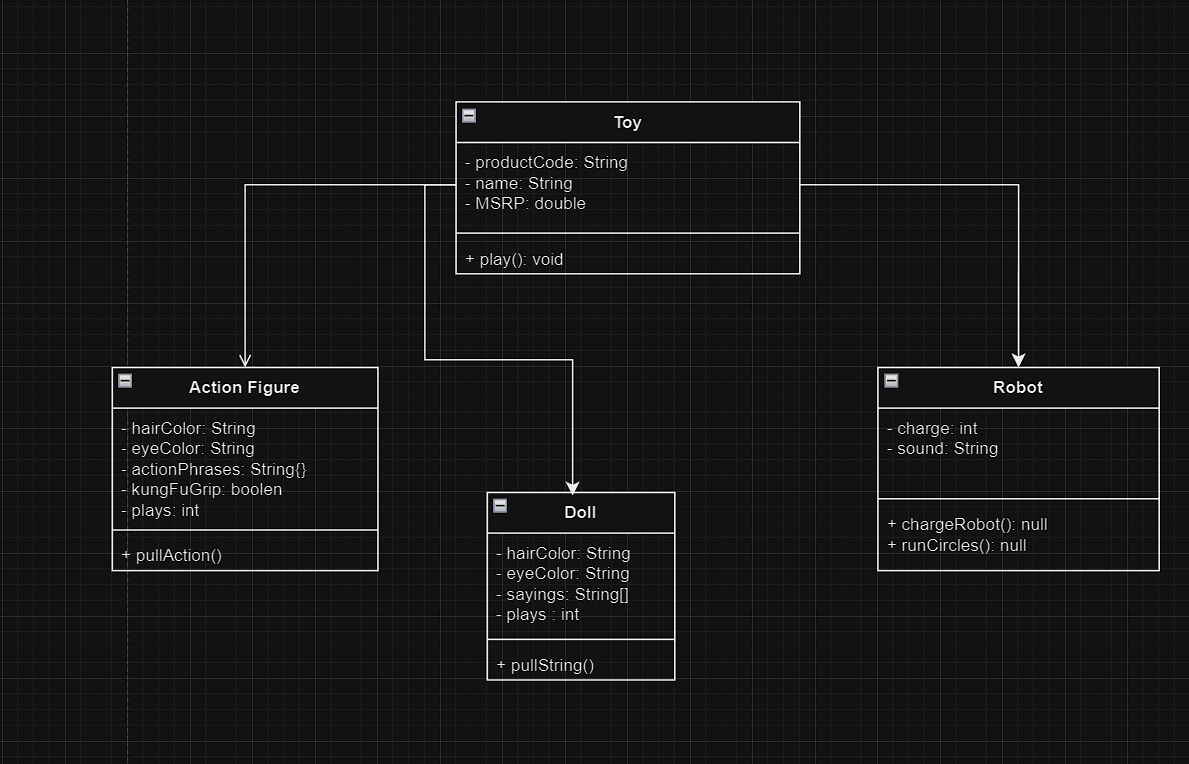 Toy
- productCode: String
- name: String
- MSRP: double
+ play(): void
Action Figure
- hairColor: String
- eyeColor: String
- actionPhrases: String{}
- kungFuGrip: boolen
- plays: int
+ pullAction()
Doll
- hairColor: String
- eyeColor: String
- sayings: String[]
- plays : int
+ pullString()
Robot
- charge: int
- sound: String
+ chargeRobot(): null
+ runCircles(): null